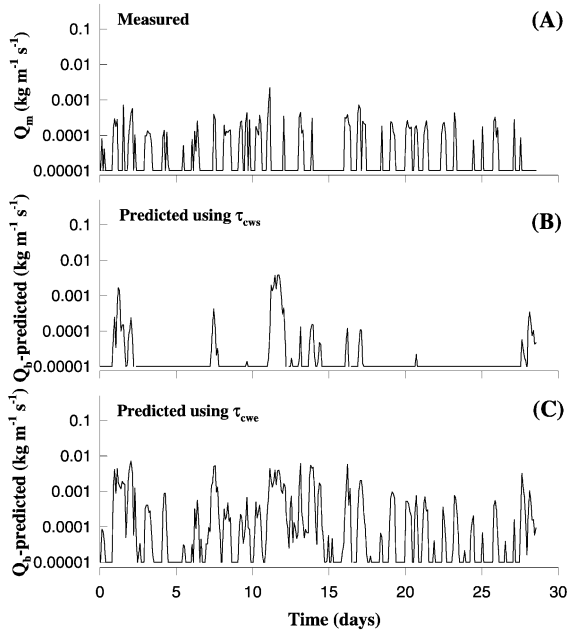 Measured
(A)
0.1
0.01
0.001
0.0001
0.00001
Qm (kg m-1 s-1)
Predicted using τcws
(B)
0.1
0.01
0.001
0.0001
0.00001
Qb-predicted (kg m-1 s-1)
Predicted using τcwe
(C)
0.1
0.01
0.001
0.0001
0.00001
Qb-predicted (kg m-1 s-1)
0 5 10 15 20 25 30
Time (days)